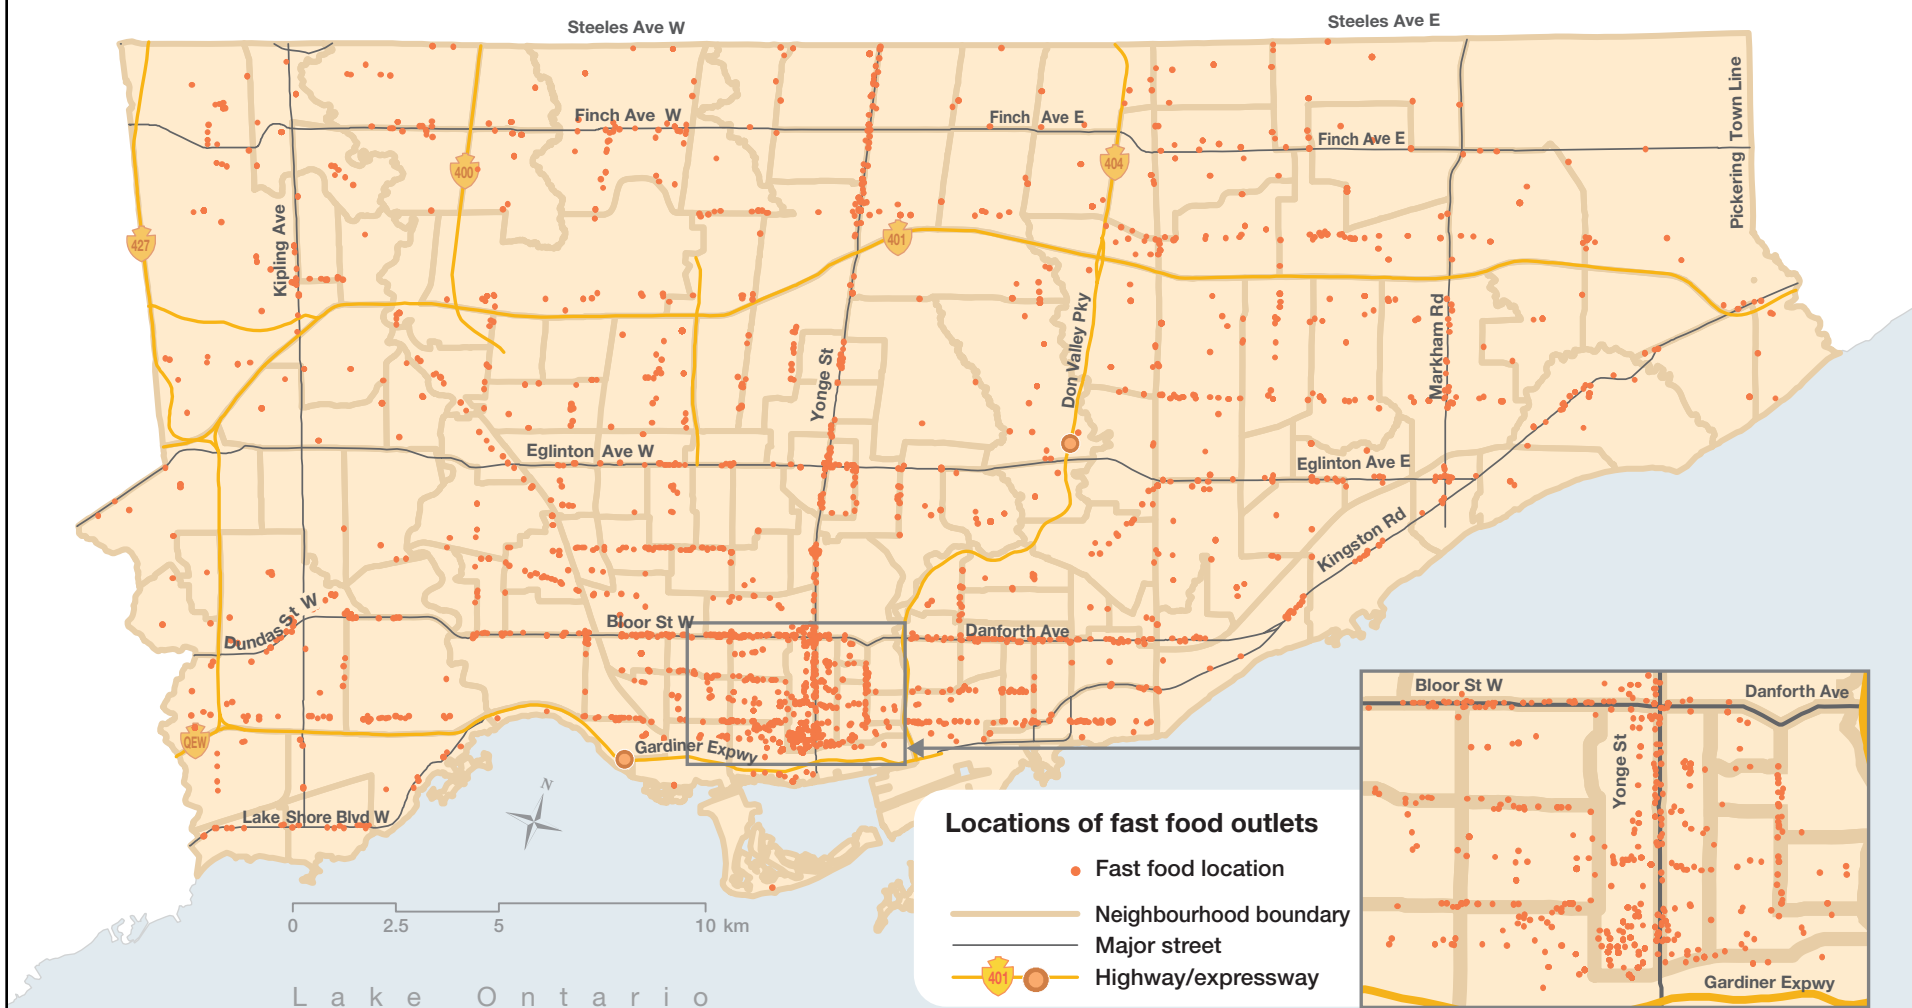 Steeles Ave W
Steeles Ave E
Finch Ave W
Finch Ave E
Finch Ave E
Pickering Town Line
400
404
427
Kipling Ave
401
Don Valley Pky
Markham Rd
Yonge St
Eglinton Ave W
Eglinton Ave E
Kingston Rd
Dundas St W
Bloor St W
Danforth Ave
QEW
Gardiner Expwy
Lake Shore Blvd W
N
0 2.5 5 10 km
Lake Ontario
Locations of fast food outlets
Fast food location
Neighbourhood boundary
Major street
401 Highway/expressway
Bloor St W
Danforth Ave
Yonge St
Gardiner Expwy